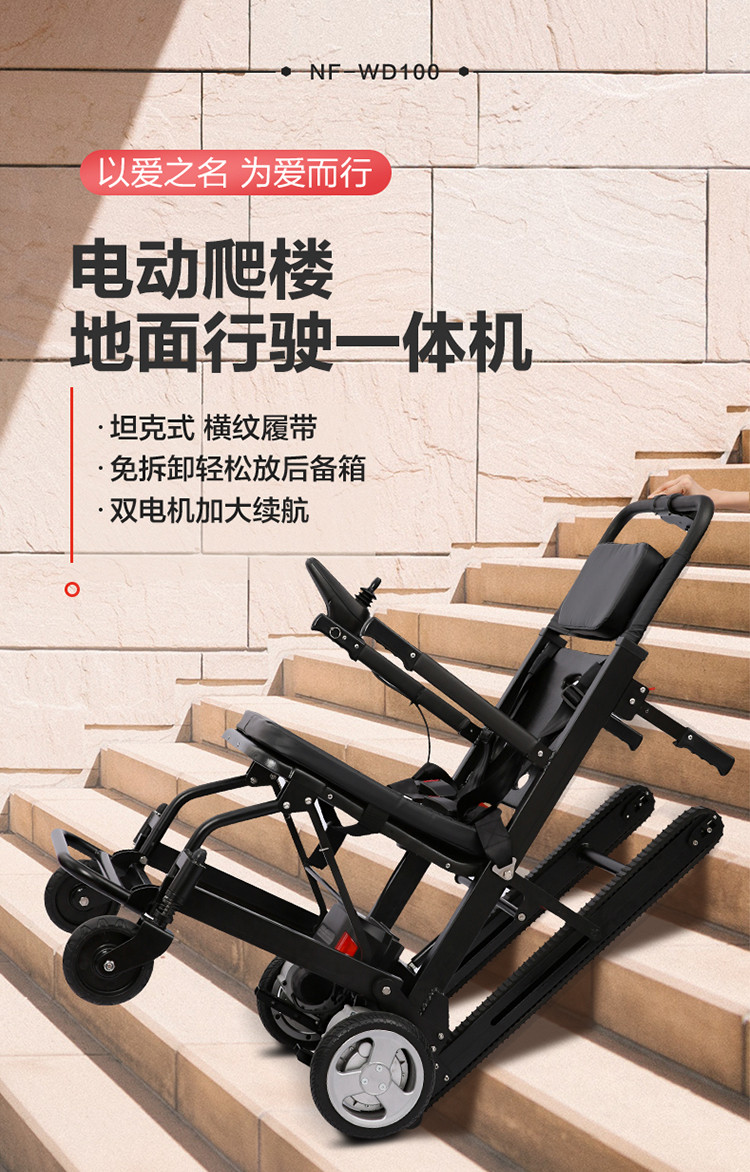 NF-WD100
以爱之名 为爱而行
电动爬楼
地面行驶一体机
·坦克式 横纹履带
·免拆卸轻松放后备箱
·双电机加大续航